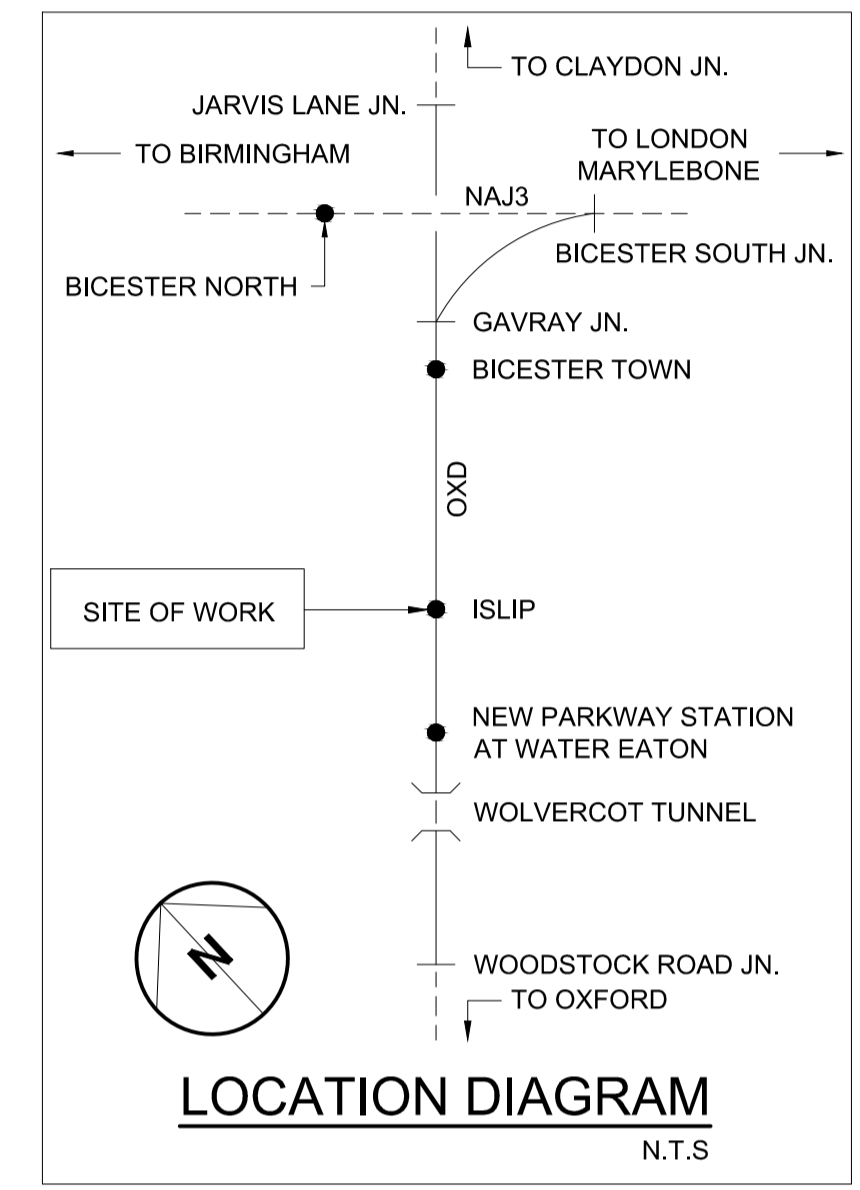 TO CLAYDON JN.
JARVIS LANE JN.
TO BIRMINGHAM
TO LONDON
MARYLEBONE
NAJ3
BICESTER SOUTH JN.
BICESTER NORTH
GAVRAY JN.
BICESTER TOWN
OXD
SITE OF WORK
ISLIP
NEW PARKWAY STATION
AT WATER EATON
WOLVERCOT TUNNEL
N
WOODSTOCK ROAD JN.
TO OXFORD
LOCATION DIAGRAM
N.T.S